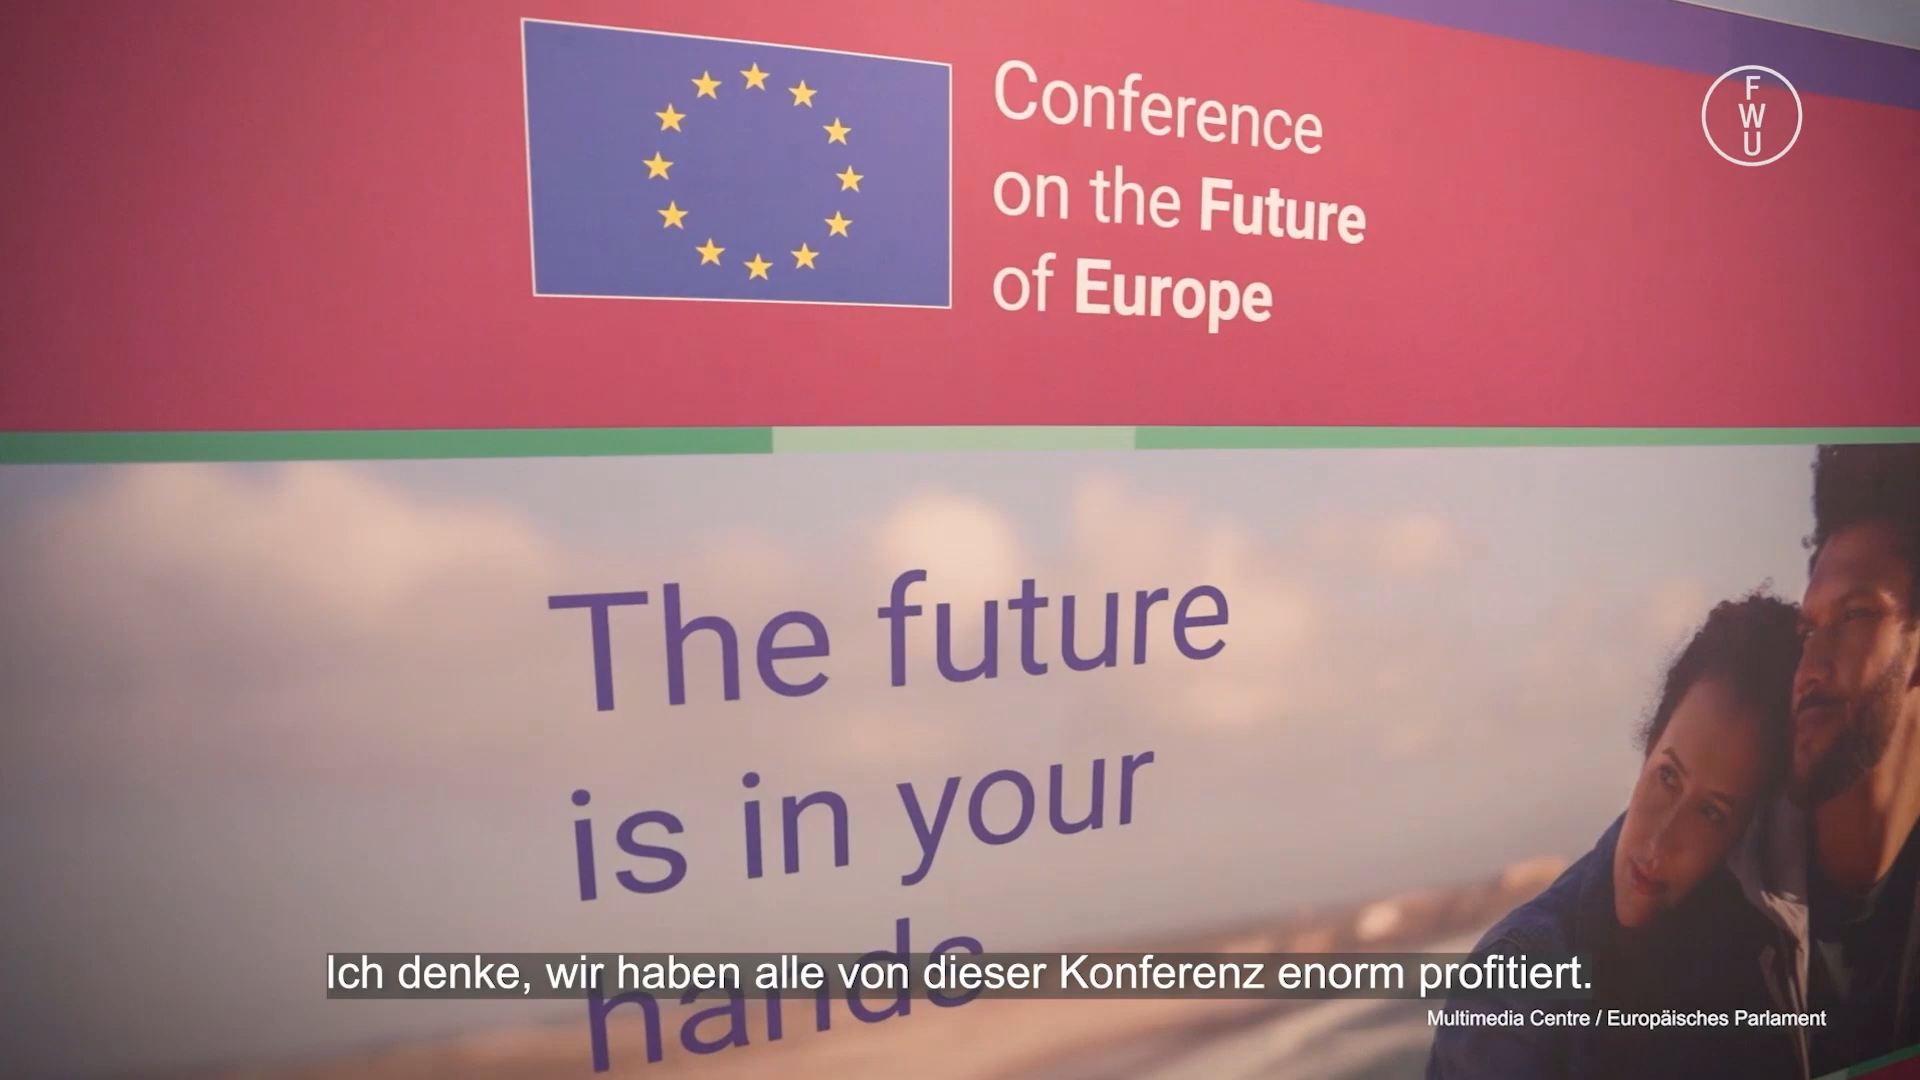 Conference
on the Future
of Europe
F
W
U
The future
is in your
hands
Ich denke, wir haben alle von dieser Konferenz enorm profitiert.
Multimedia Centre / Europäisches Parlament